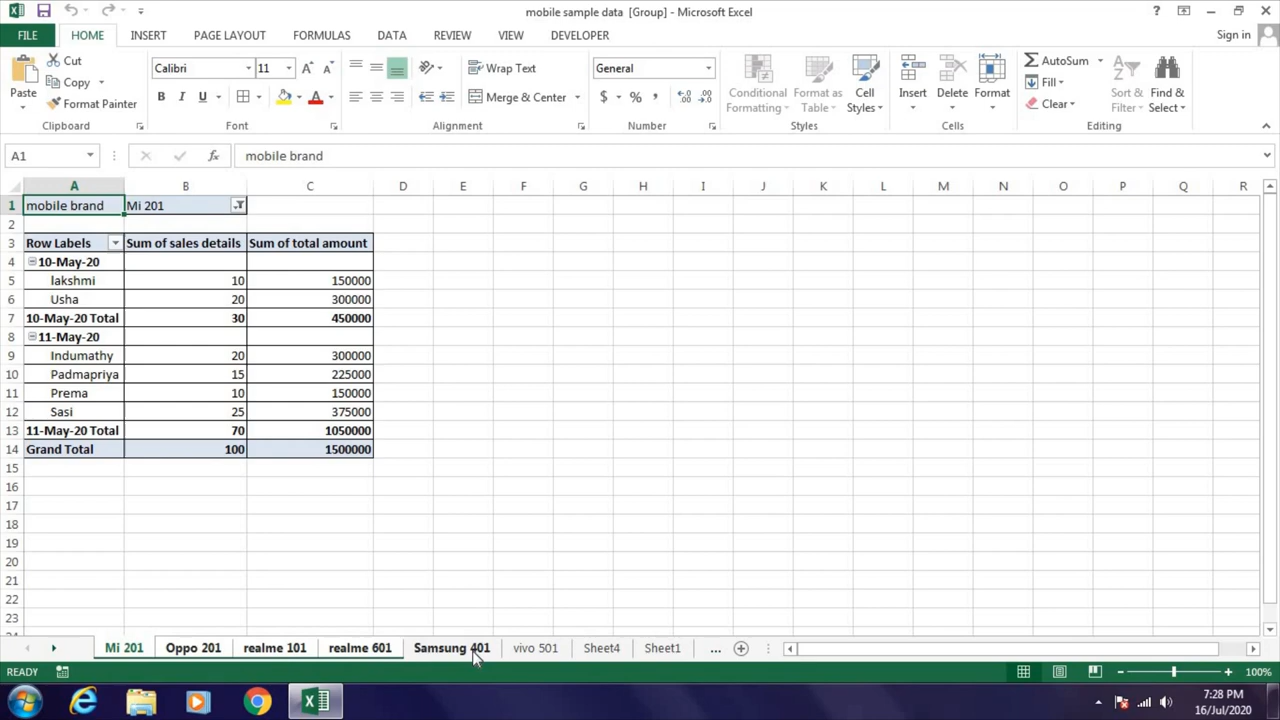 mobile sample data  [Group] - Microsoft Excel
?
FILE HOME INSERT PAGE LAYOUT FORMULAS DATA REVIEW VIEW DEVELOPER Sign in
Paste
Cut
Copy
Format Painter
Clipboard
Calibri 11
B I U A
Font
Wrap Text
Merge & Center
Alignment
General
$ % ,
Number
Conditional Formatting
Format as Table
Cell Styles
Styles
Insert Delete Format
Cells
AutoSum
Fill
Clear
Sort & Filter
Find & Select
Editing
A1 fx mobile brand
A B C D E F G H I J K L M N O P Q R
1 mobile brand Mi 201
2
3 Row Labels Sum of sales details Sum of total amount
4 10-May-20
5 lakshmi 10 150000
6 Usha 20 300000
7 10-May-20 Total 30 450000
8 11-May-20
9 Indumathy 20 300000
10 Padmapriya 15 225000
11 Prema 10 150000
12 Sasi 25 375000
13 11-May-20 Total 70 1050000
14 Grand Total 100 1500000
15
16
17
18
19
20
21
22
23
Mi 201 Oppo 201 realme 101 realme 601 Samsung 401 vivo 501 Sheet4 Sheet1 ...
READY 100%
7:28 PM
16/Jul/2020